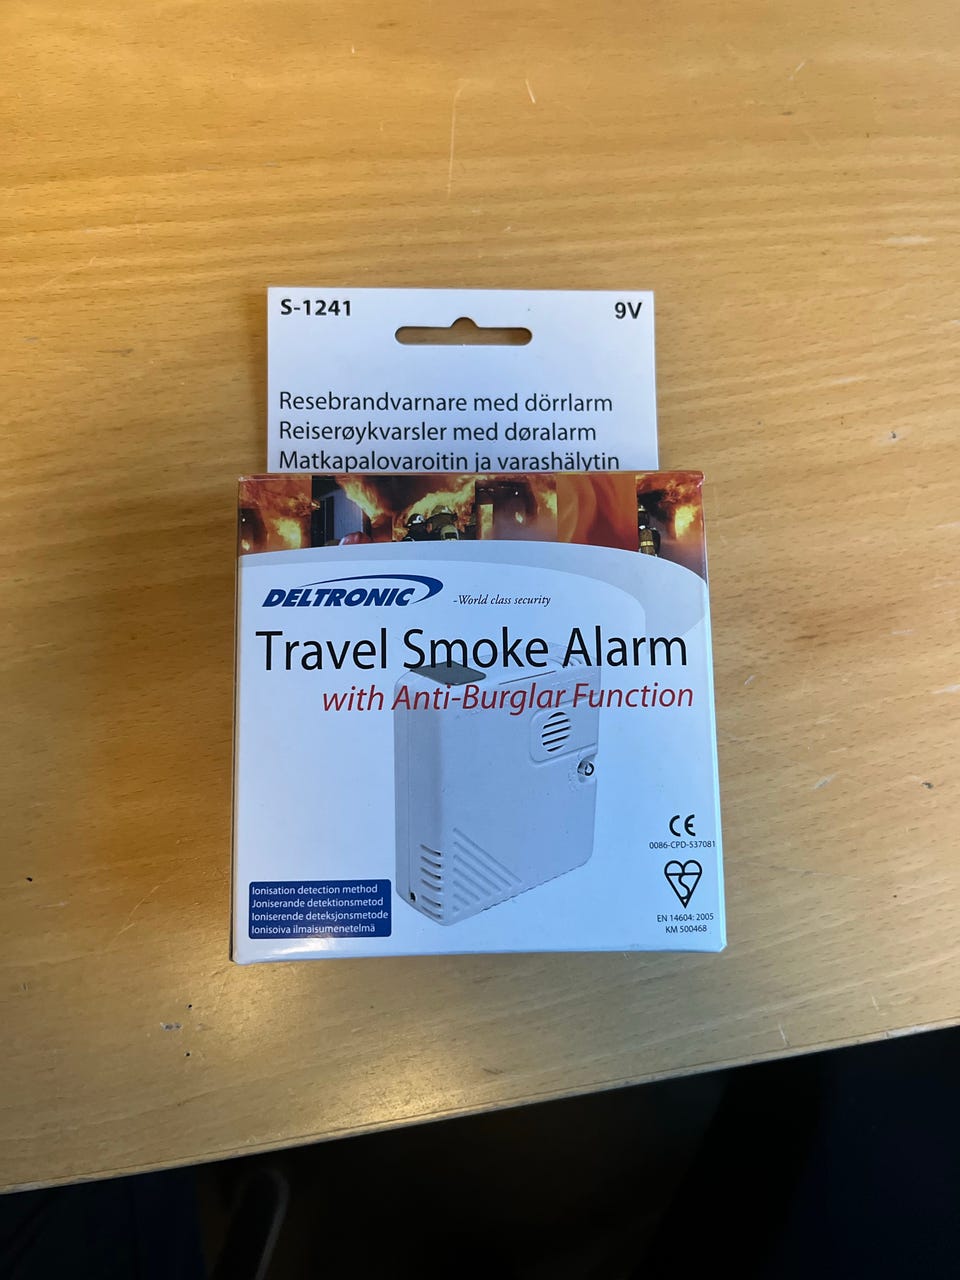 S-1241
9V
Resebrandvarnare med dörrlarm
Reiserøykvarsler med døralarm
Matkapalovaroitin ja varashälytin
DELTRONIC
-World class security
Travel Smoke Alarm
with Anti-Burglar Function
CE
0086-CPD-537081
Ionisation detection method
Joniserande detektionsmetod
Ioniserende deteksjonsmetode
Ionisoiva ilmaisumenetelmä
EN 14604: 2005
KM 500468